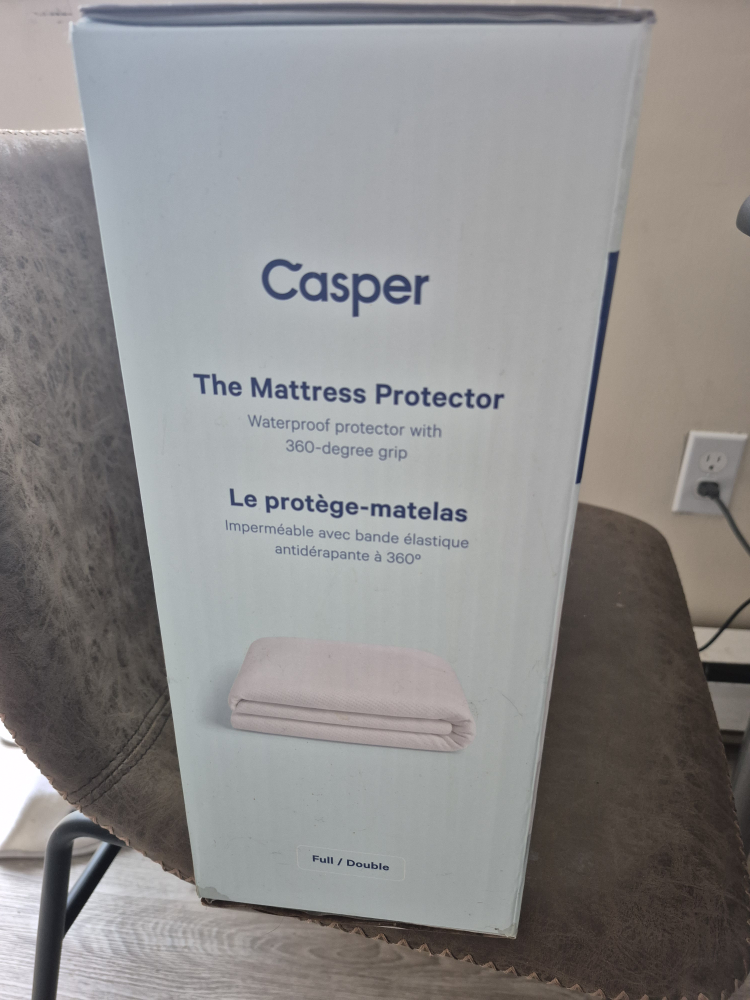 Casper
The Mattress Protector
Waterproof protector with
360-degree grip
Le protège-matelas
Imperméable avec bande élastique
antidérapante à 360°
Full / Double